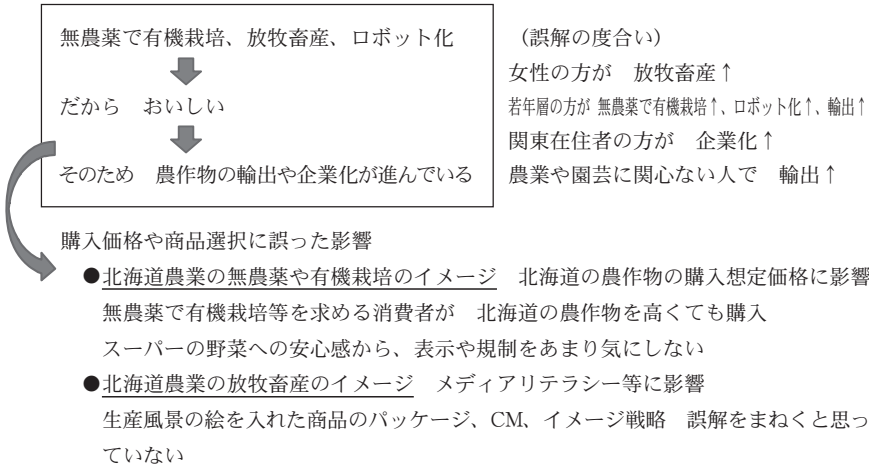 無農薬で有機栽培、放牧畜産、ロボット化
だから　おいしい
そのため　農作物の輸出や企業化が進んでいる
（誤解の度合い）
女性の方が　放牧畜産↑
若年層の方が 無農薬で有機栽培↑、ロボット化↑、輸出↑
関東在住者の方が　企業化↑
農業や園芸に関心ない人で　輸出↑
購入価格や商品選択に誤った影響
●北海道農業の無農薬や有機栽培のイメージ　北海道の農作物の購入想定価格に影響
無農薬で有機栽培等を求める消費者が　北海道の農作物を高くても購入
スーパーの野菜への安心感から、表示や規制をあまり気にしない
●北海道農業の放牧畜産のイメージ　メディアリテラシー等に影響
生産風景の絵を入れた商品のパッケージ、CM、イメージ戦略　誤解をまねくと思っ
ていない